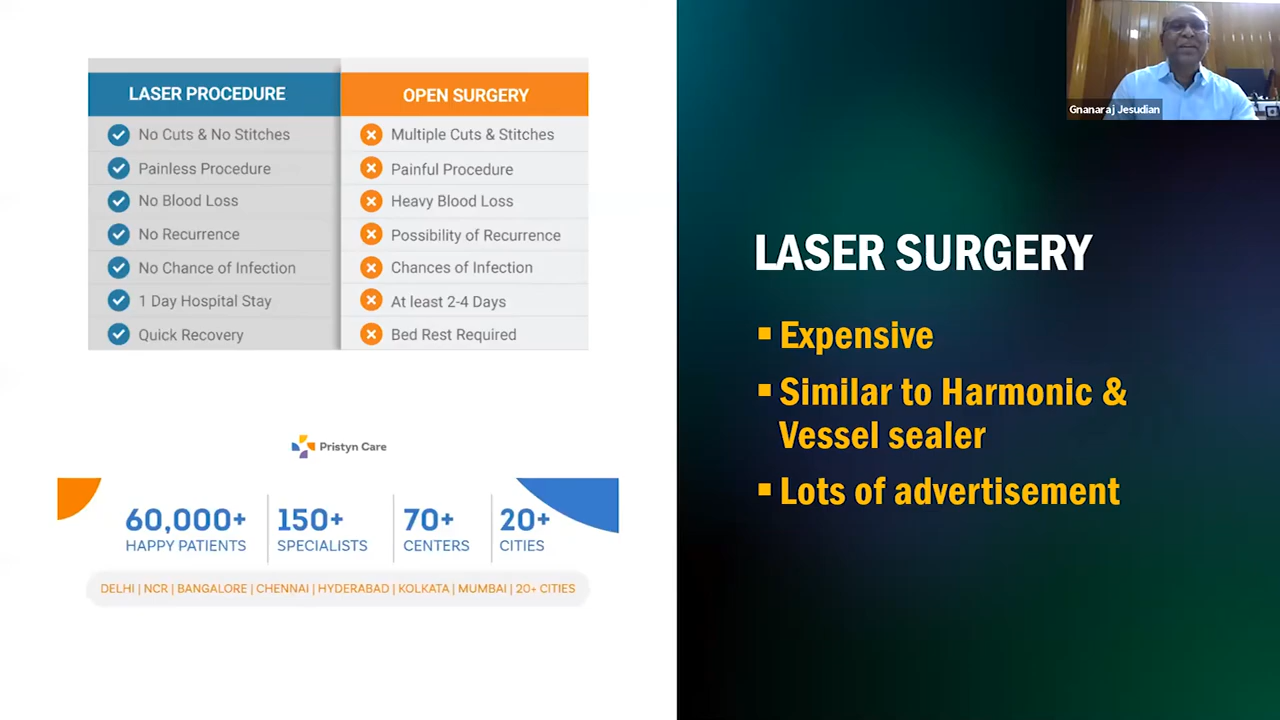 LASER PROCEDURE
OPEN SURGERY
No Cuts & No Stitches
Multiple Cuts & Stitches
Painless Procedure
Painful Procedure
No Blood Loss
Heavy Blood Loss
No Recurrence
Possibility of Recurrence
No Chance of Infection
Chances of Infection
1 Day Hospital Stay
At least 2-4 Days
Quick Recovery
Bed Rest Required
Pristyn Care
60,000+
HAPPY PATIENTS
150+
SPECIALISTS
70+
CENTERS
20+
CITIES
DELHI | NCR | BANGALORE | CHENNAI | HYDERABAD | KOLKATA | MUMBAI | 20+ CITIES
Gnanaraj Jesudian
LASER SURGERY
▪ Expensive
▪ Similar to Harmonic &
Vessel sealer
▪ Lots of advertisement